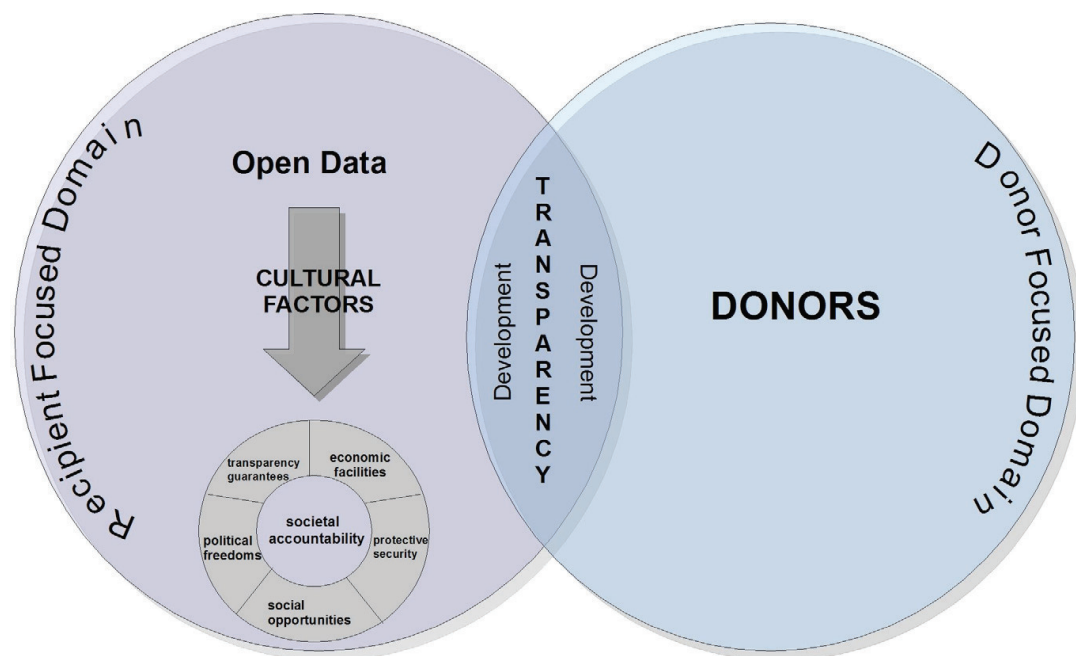 Recipient Focused Domain
Open Data
CULTURAL
FACTORS
transparency
guarantees
economic
facilities
political
freedoms
societal
accountability
protective
security
social
opportunities
Development
TRANSPARENCY
Development
DONORS
Donor Focused Domain